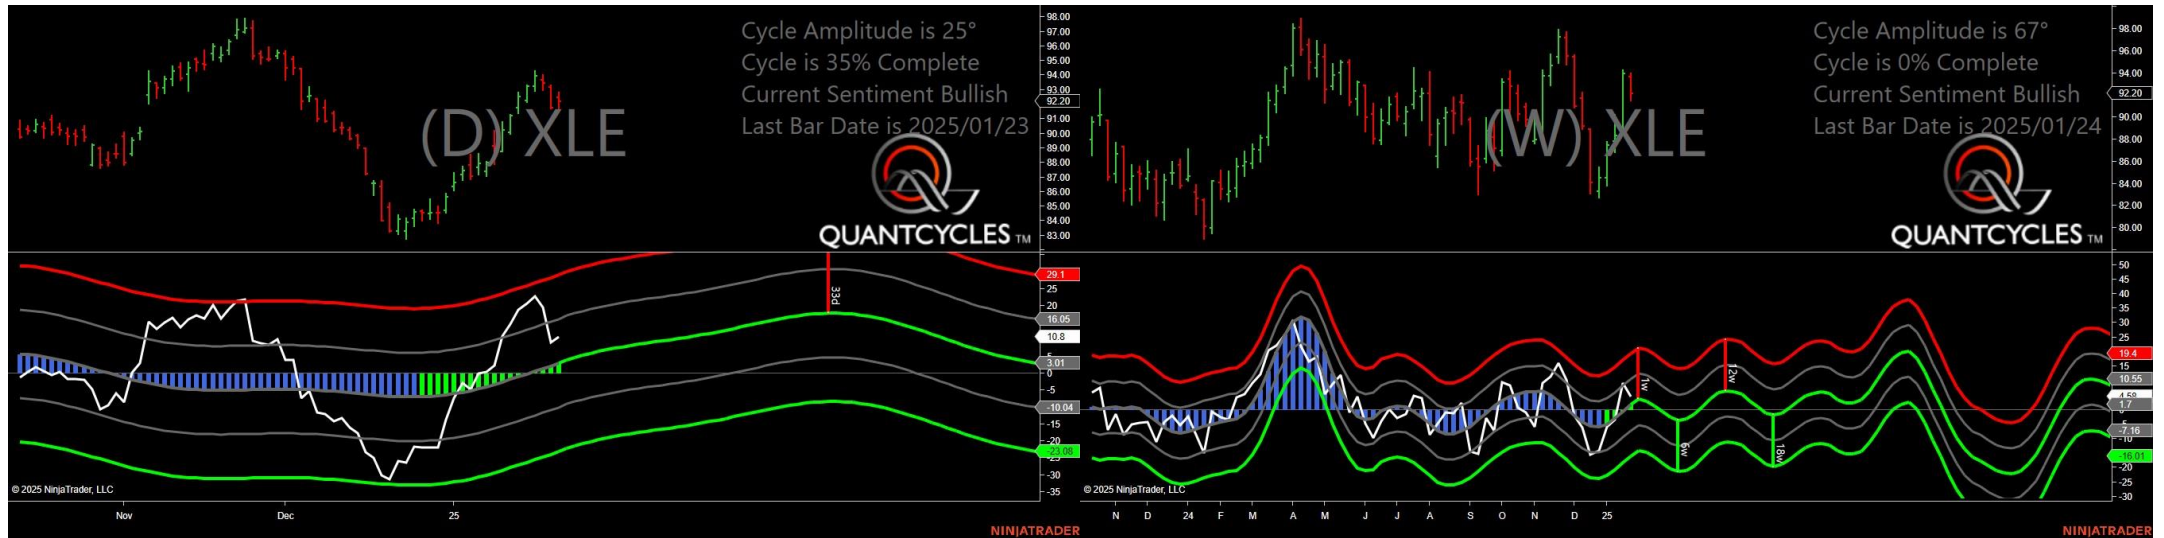 Cycle Amplitude is 25°
Cycle is 35% Complete
Current Sentiment Bullish
Last Bar Date is 2025/01/23
(D) XLE
QUANTCYCLES TM
98.00
97.00
96.00
95.00
94.00
93.00
92.20
91.00
90.00
89.00
88.00
87.00
86.00
85.00
84.00
83.00
33d
29.1
25
20
16.05
10.8
5
3.01
0
-5
-10.04
-15
-20
-23.08
-25
-30
-35
© 2025 NinjaTrader, LLC
Nov
Dec
25
NINJATRADER
Cycle Amplitude is 67°
Cycle is 0% Complete
Current Sentiment Bullish
Last Bar Date is 2025/01/24
(W) XLE
QUANTCYCLES TM
98.00
96.00
94.00
92.20
90.00
88.00
86.00
84.00
82.00
80.00
1w
12w
6w
18w
50
45
40
35
30
25
19.4
15
10.55
4.58
1.7
0
-7.16
-10
-16.01
-20
-25
-30
© 2025 NinjaTrader, LLC
N D 24 F M A M J J A S O N D 25
NINJATRADER